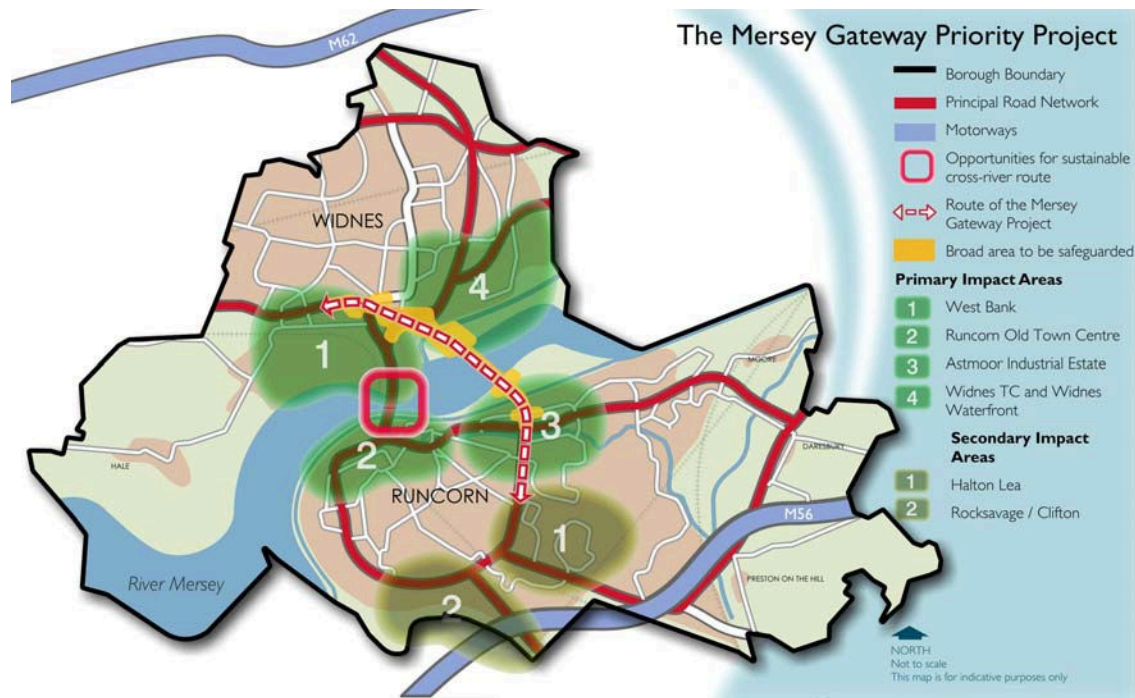 The Mersey Gateway Priority Project
Borough Boundary
Principal Road Network
Motorways
Opportunities for sustainable
cross-river route
Route of the Mersey
Gateway Project
Broad area to be safeguarded
Primary Impact Areas
1 West Bank
2 Runcorn Old Town Centre
3 Astmoor Industrial Estate
4 Widnes TC and Widnes
Waterfront
Secondary Impact
Areas
1 Halton Lea
2 Rocksavage / Clifton
NORTH
Not to scale
This map is for indicative purposes only
M62
WIDNES
4
1
MOORE
3
2
DARESBURY
HALE
RUNCORN
M56
1
River Mersey
PRESTON ON THE HILL
2